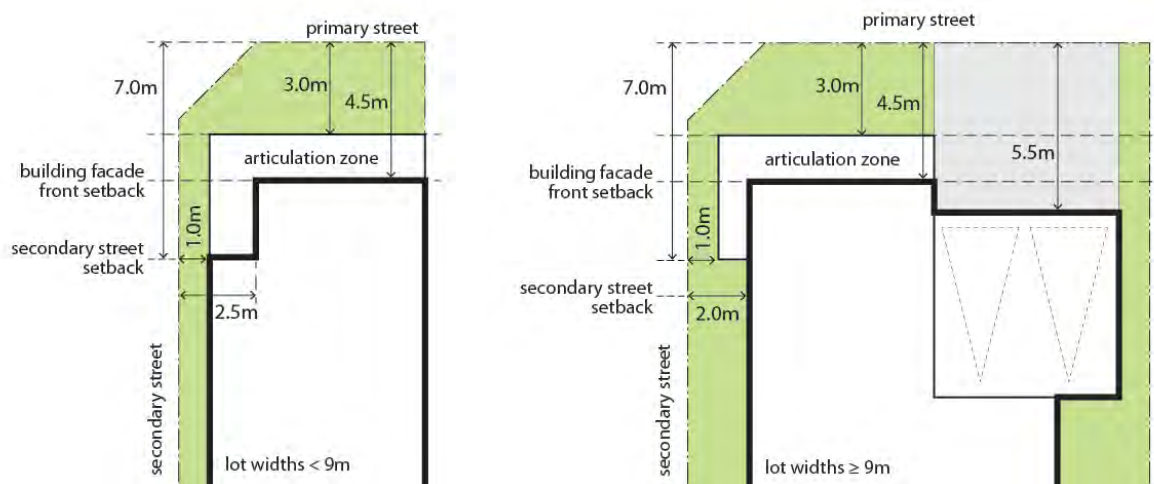 primary street
7.0m
3.0m
4.5m
articulation zone
building facade
front setback
1.0m
secondary street
setback
2.5m
secondary street
lot widths < 9m
primary street
7.0m
3.0m
4.5m
5.5m
articulation zone
building facade
front setback
1.0m
secondary street
setback
2.0m
secondary street
lot widths ≥ 9m